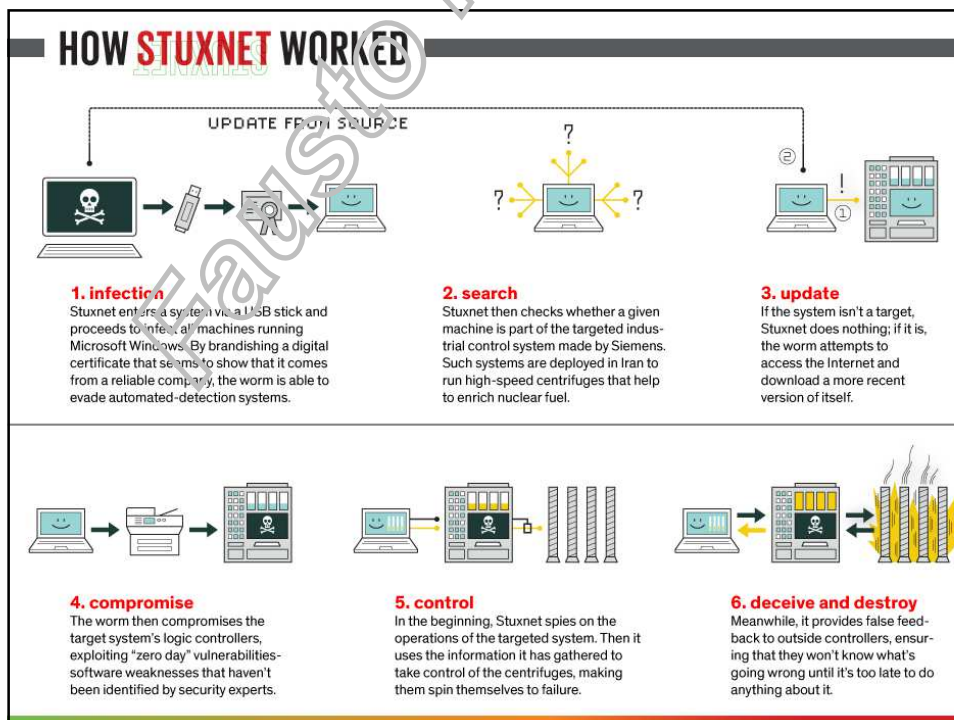 HOW STUXNET WORKED
UPDATE FROM SOURCE
?
? ?
②
!
①
1. infection
Stuxnet enters a system via a USB stick and
proceeds to infect all machines running
Microsoft Windows. By brandishing a digital
certificate that seems to show that it comes
from a reliable company, the worm is able to
evade automated-detection systems.
2. search
Stuxnet then checks whether a given
machine is part of the targeted indus-
trial control system made by Siemens.
Such systems are deployed in Iran to
run high-speed centrifuges that help
to enrich nuclear fuel.
3. update
If the system isn't a target,
Stuxnet does nothing; if it is,
the worm attempts to
access the Internet and
download a more recent
version of itself.
4. compromise
The worm then compromises the
target system's logic controllers,
exploiting “zero day” vulnerabilities-
software weaknesses that haven't
been identified by security experts.
5. control
In the beginning, Stuxnet spies on the
operations of the targeted system. Then it
uses the information it has gathered to
take control of the centrifuges, making
them spin themselves to failure.
6. deceive and destroy
Meanwhile, it provides false feed-
back to outside controllers, ensur-
ing that they won't know what's
going wrong until it's too late to do
anything about it.
Fausto